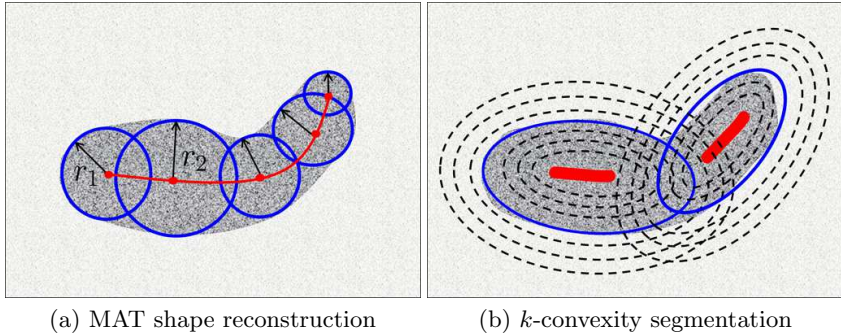 r₁
r₂
(a) MAT shape reconstruction
(b) k-convexity segmentation